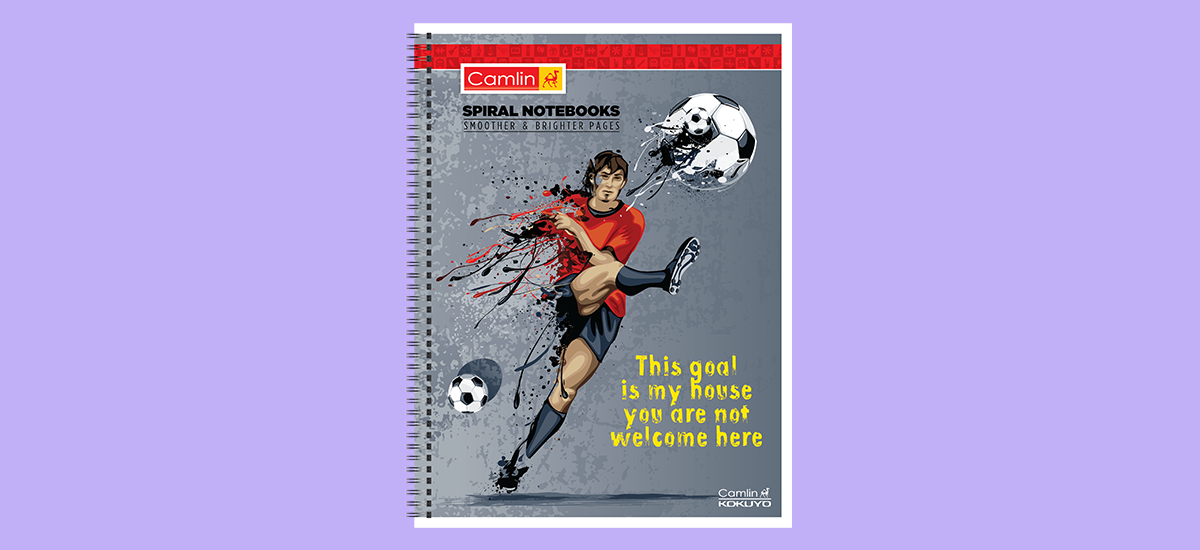 Camlin
SPIRAL NOTEBOOKS
SMOOTHER & BRIGHTER PAGES
This goal
is my house
you are not
welcome here
Camlin
KOKUYO